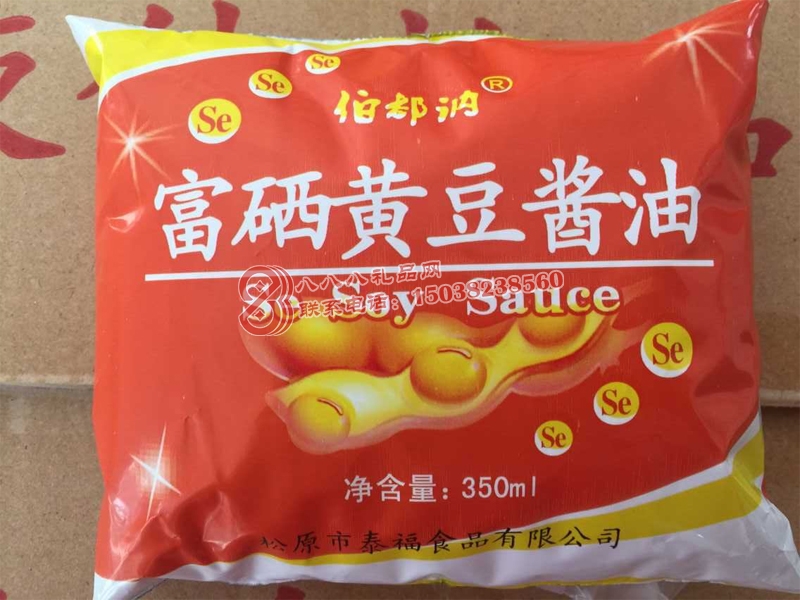 Se Se Se
伯都讷®
富硒黄豆酱油
八八八礼品网
联系电话:15038238560
Se Soy Sauce
Se
Se
Se
净含量：350ml
松原市泰福食品有限公司